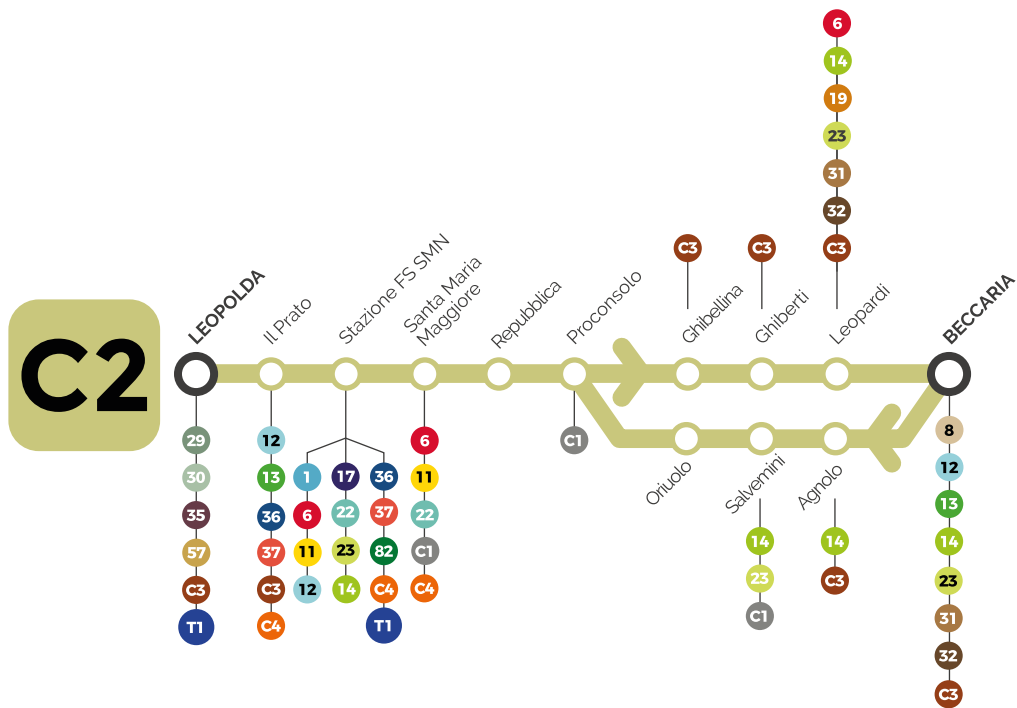 C2
LEOPOLDA
29
30
35
57
C3
T1
Il Prato
12
13
36
37
C3
C4
Stazione FS SMN
1
6
11
12
17
22
23
14
36
37
82
C4
T1
Santa Maria
Maggiore
6
11
22
C1
C4
Repubblica
Proconsolo
C1
C3
Ghibellina
C3
Ghiberti
6
14
19
23
31
32
C3
Leopardi
Oriuolo
Salvemini
14
23
C1
Agnolo
14
C3
BECCARIA
8
12
13
14
23
31
32
C3